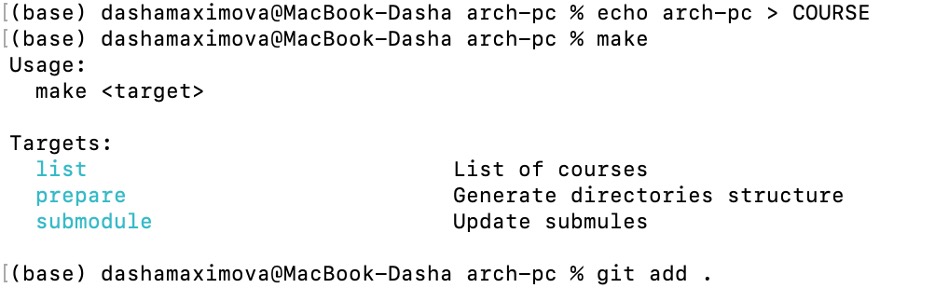 [(base) dashamaximova@MacBook-Dasha arch-pc % echo arch-pc > COURSE
[(base) dashamaximova@MacBook-Dasha arch-pc % make
Usage:
  make <target>

Targets:
  list                            List of courses
  prepare                         Generate directories structure
  submodule                       Update submules

[(base) dashamaximova@MacBook-Dasha arch-pc % git add .